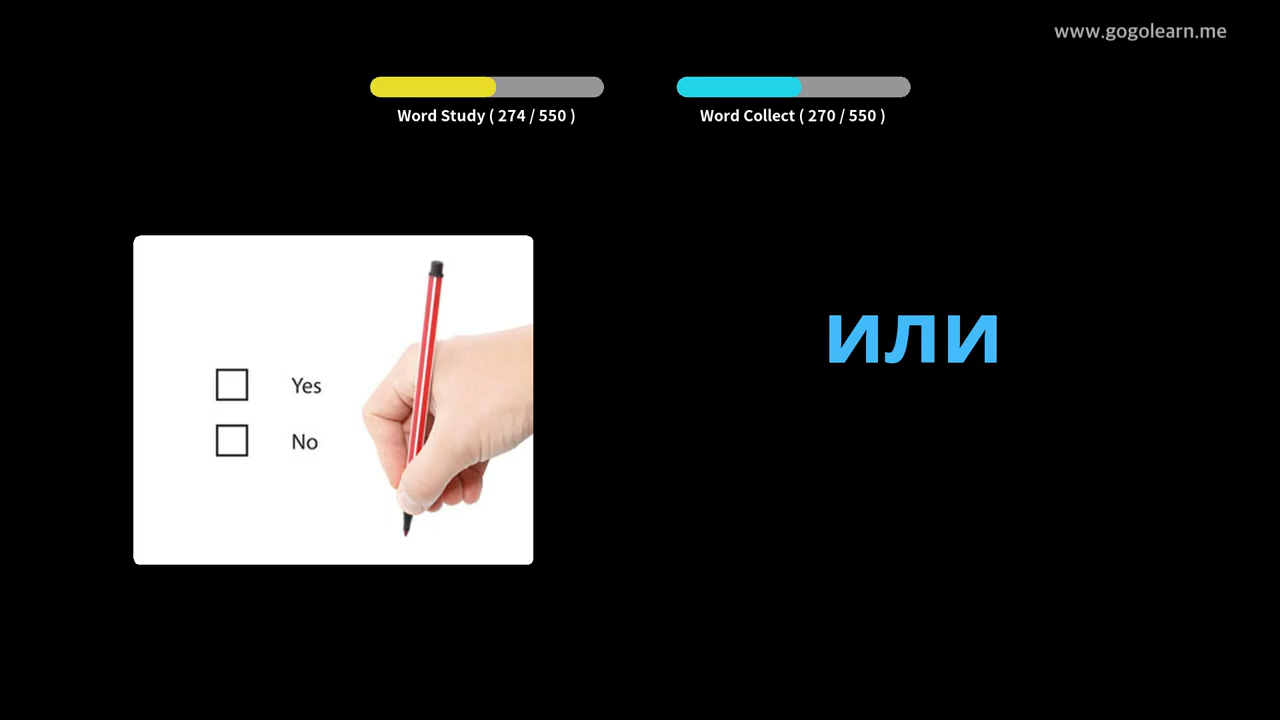 www.gogolearn.me
Word Study ( 274 / 550 )
Word Collect ( 270 / 550 )
Yes
No
или